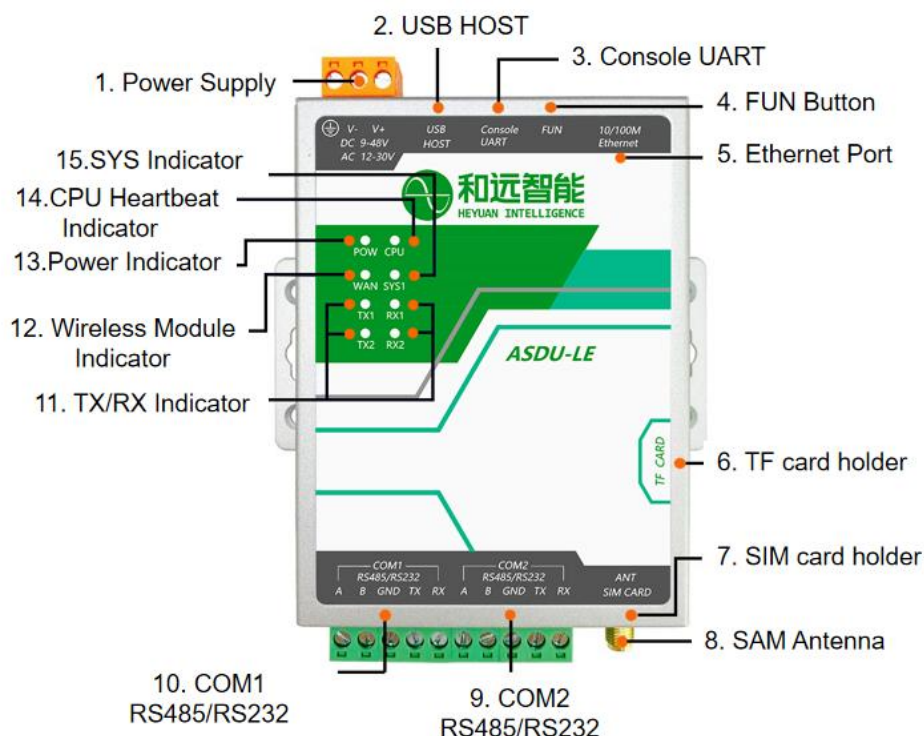 2. USB HOST
1. Power Supply
3. Console UART
4. FUN Button
V- V+
DC 9-48V
AC 12-30V
USB
HOST
Console
UART
FUN
10/100M
Ethernet
5. Ethernet Port
15.SYS Indicator
14.CPU Heartbeat
Indicator
和远智能
HEYUAN INTELLIGENCE
13.Power Indicator
POW CPU
WAN SYS1
12. Wireless Module
Indicator
TX1 RX1
TX2 RX2
ASDU-LE
11. TX/RX Indicator
TF CARD
6. TF card holder
7. SIM card holder
COM1
RS485/RS232
A B GND TX RX
COM2
RS485/RS232
A B GND TX RX
ANT
SIM CARD
8. SAM Antenna
10. COM1
RS485/RS232
9. COM2
RS485/RS232